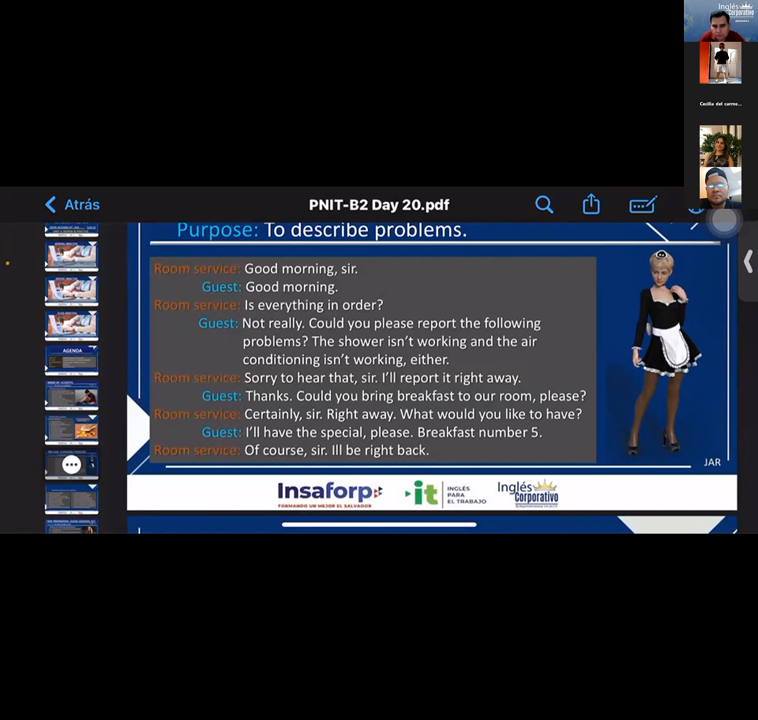 Inglés
Corporativo
Cecilia del carme...
Atrás
PNIT-B2 Day 20.pdf
Purpose: To describe problems.
Room service: Good morning, sir.
Guest: Good morning.
Room service: Is everything in order?
Guest: Not really. Could you please report the following
problems? The shower isn't working and the air
conditioning isn't working, either.
Room service: Sorry to hear that, sir. I'll report it right away.
Guest: Thanks. Could you bring breakfast to our room, please?
Room service: Certainly, sir. Right away. What would you like to have?
Guest: I'll have the special, please. Breakfast number 5.
Room service: Of course, sir. Ill be right back.
JAR
AGENDA
Insaforp
FORMANDO UN MEJOR EL SALVADOR
it
INGLÉS
PARA
EL TRABAJO
Inglés
Corporativo